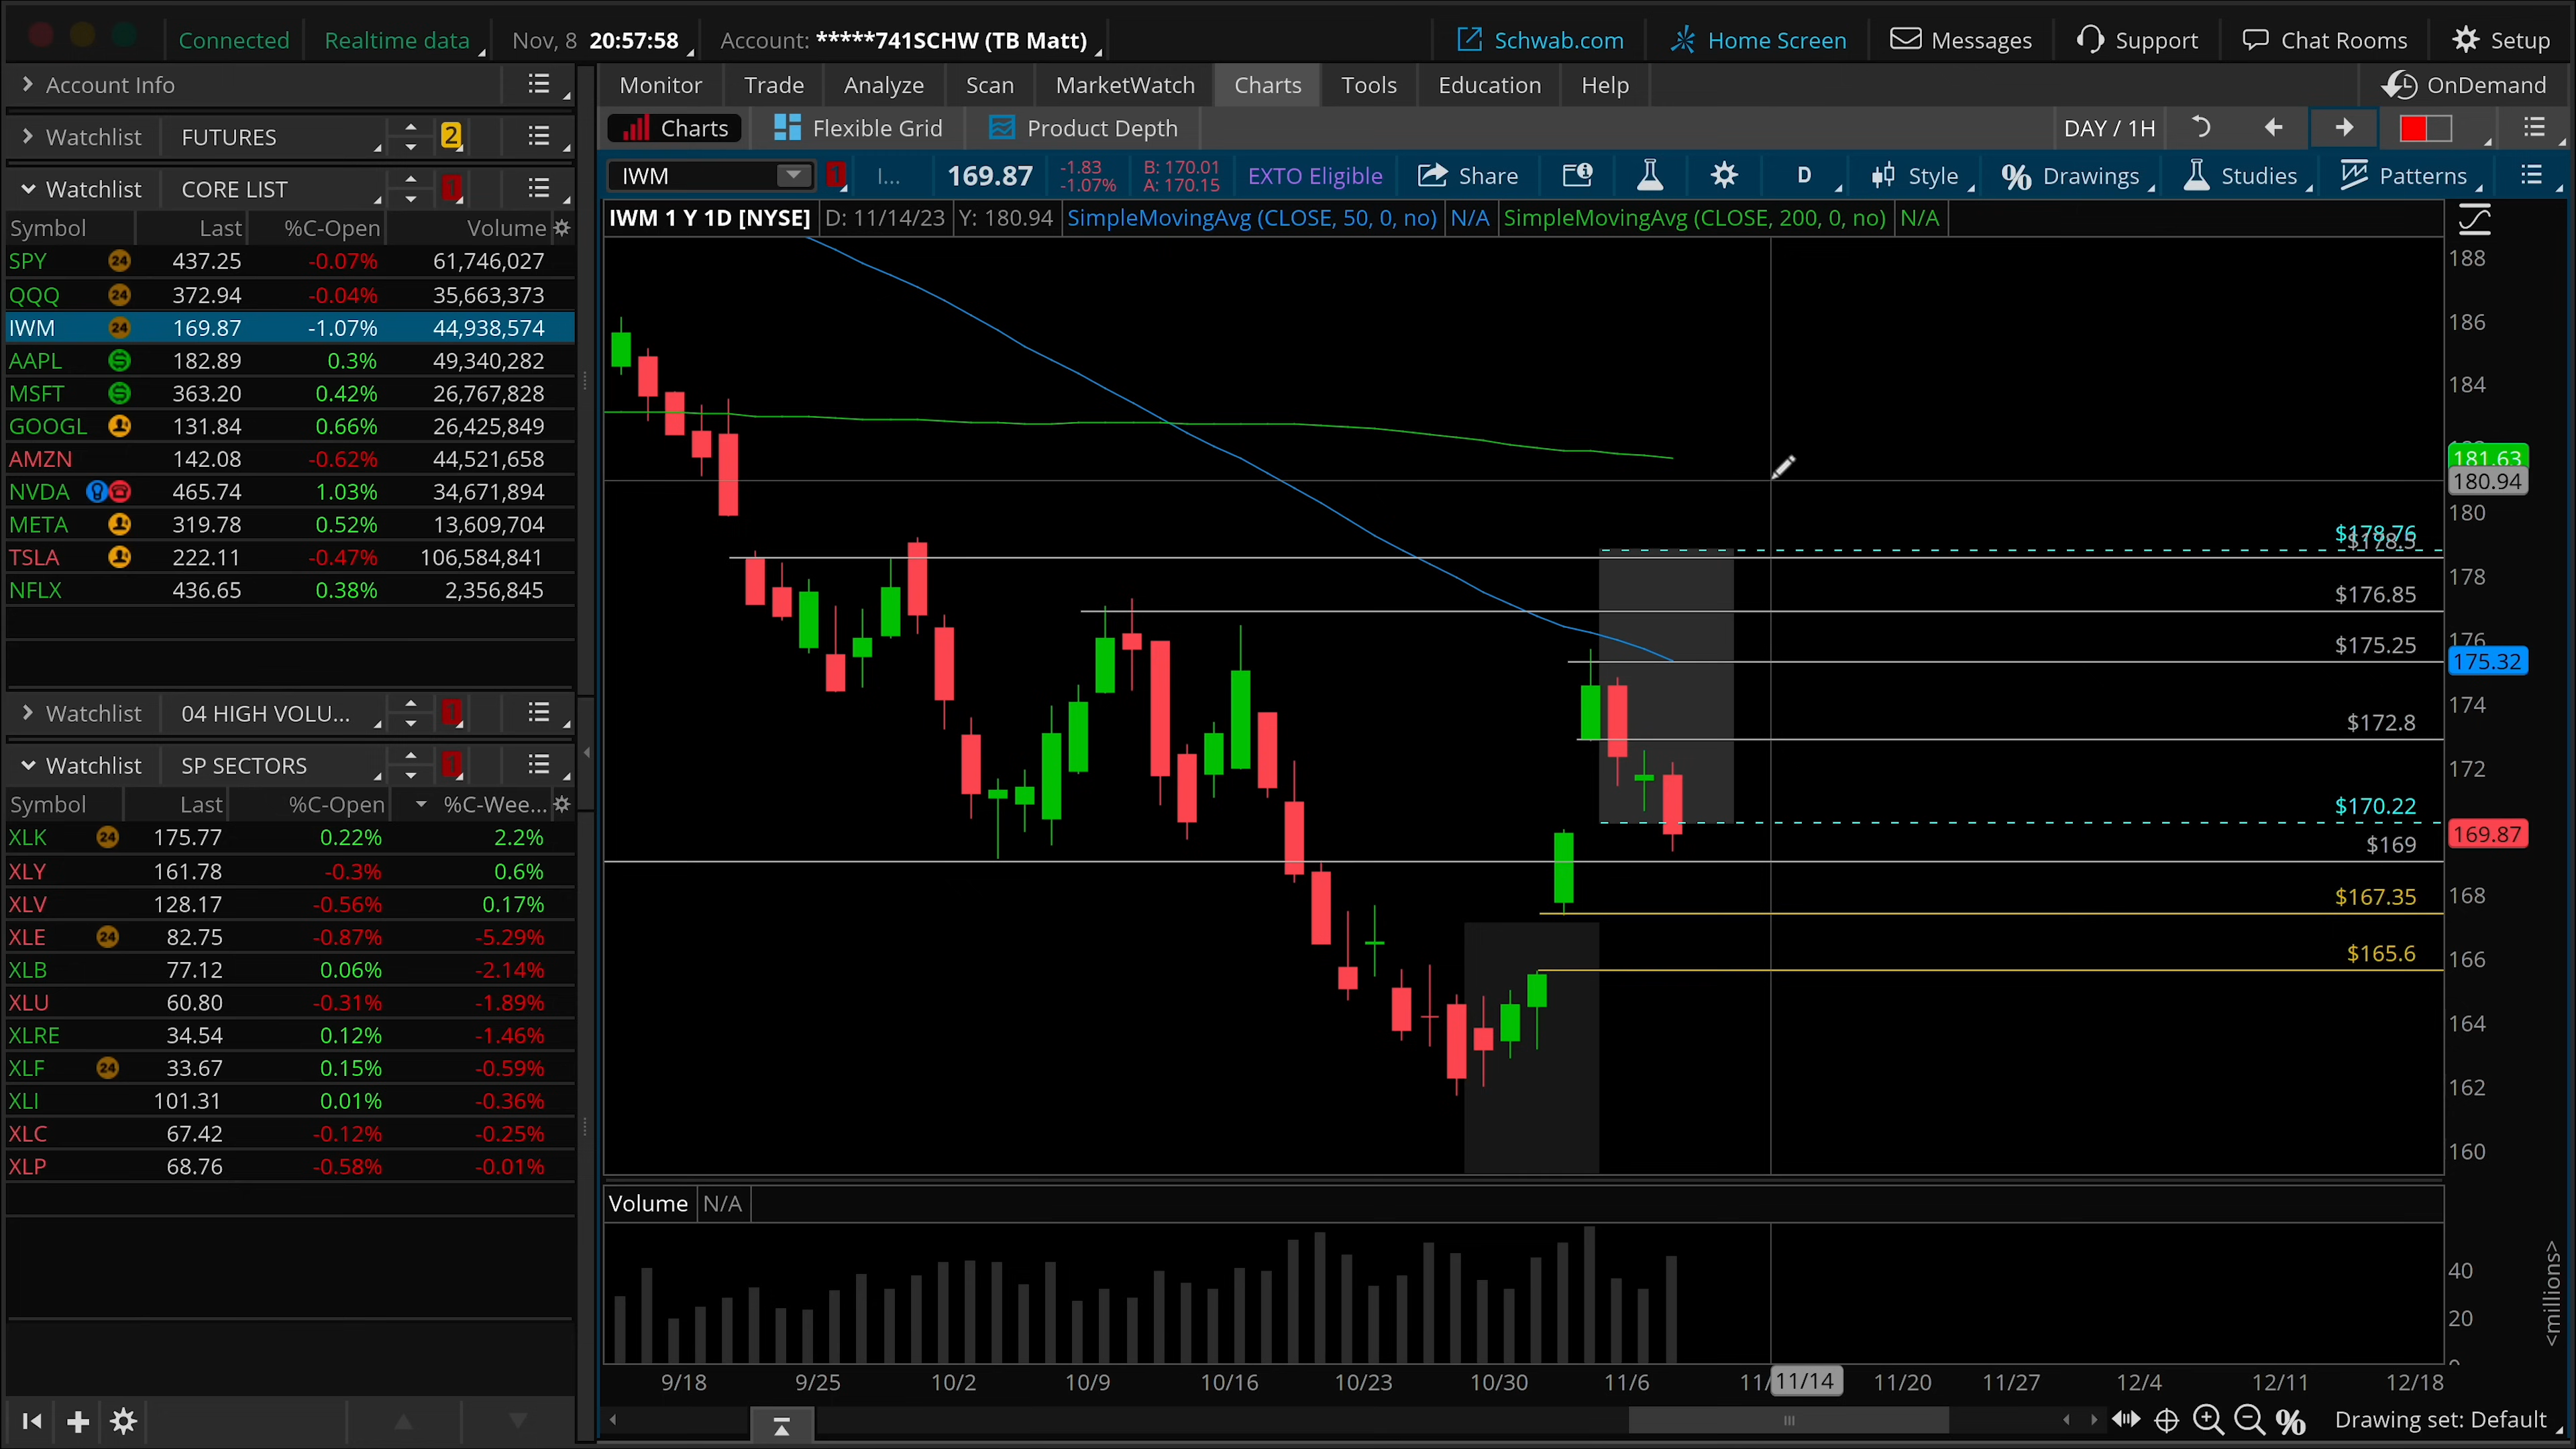 Connected Realtime data Nov, 8 20:57:58 Account: *****741SCHW (TB Matt) Schwab.com Home Screen Messages Support Chat Rooms Setup
Account Info
Monitor Trade Analyze Scan MarketWatch Charts Tools Education Help OnDemand
Watchlist FUTURES 2
Charts Flexible Grid Product Depth DAY / 1H
Watchlist CORE LIST 1
IWM 1 I... 169.87 -1.83 -1.07% B: 170.01 A: 170.15 EXTO Eligible Share D Style Drawings Studies Patterns
Symbol Last %C-Open Volume
IWM 1 Y 1D [NYSE] D: 11/14/23 Y: 180.94 SimpleMovingAvg (CLOSE, 50, 0, no) N/A SimpleMovingAvg (CLOSE, 200, 0, no) N/A
SPY 24 437.25 -0.07% 61,746,027
QQQ 24 372.94 -0.04% 35,663,373
IWM 24 169.87 -1.07% 44,938,574
AAPL 182.89 0.3% 49,340,282
MSFT 363.20 0.42% 26,767,828
GOOGL 131.84 0.66% 26,425,849
AMZN 142.08 -0.62% 44,521,658
NVDA 465.74 1.03% 34,671,894
META 319.78 0.52% 13,609,704
TSLA 222.11 -0.47% 106,584,841
NFLX 436.65 0.38% 2,356,845
Watchlist 04 HIGH VOLU... 1
Watchlist SP SECTORS 1
Symbol Last %C-Open %C-Wee...
XLK 24 175.77 0.22% 2.2%
XLY 161.78 -0.3% 0.6%
XLV 128.17 -0.56% 0.17%
XLE 24 82.75 -0.87% -5.29%
XLB 77.12 0.06% -2.14%
XLU 60.80 -0.31% -1.89%
XLRE 34.54 0.12% -1.46%
XLF 24 33.67 0.15% -0.59%
XLI 101.31 0.01% -0.36%
XLC 67.42 -0.12% -0.25%
XLP 68.76 -0.58% -0.01%
188
186
184
181.63
180.94
180
$178.76
$178.5
178
$176.85
176
$175.25
175.32
174
$172.8
172
$170.22
169.87
$169
168
$167.35
$165.6
166
164
162
160
Volume N/A
40
20
<millions>
9/18 9/25 10/2 10/9 10/16 10/23 10/30 11/6 11/14 11/20 11/27 12/4 12/11 12/18
Drawing set: Default